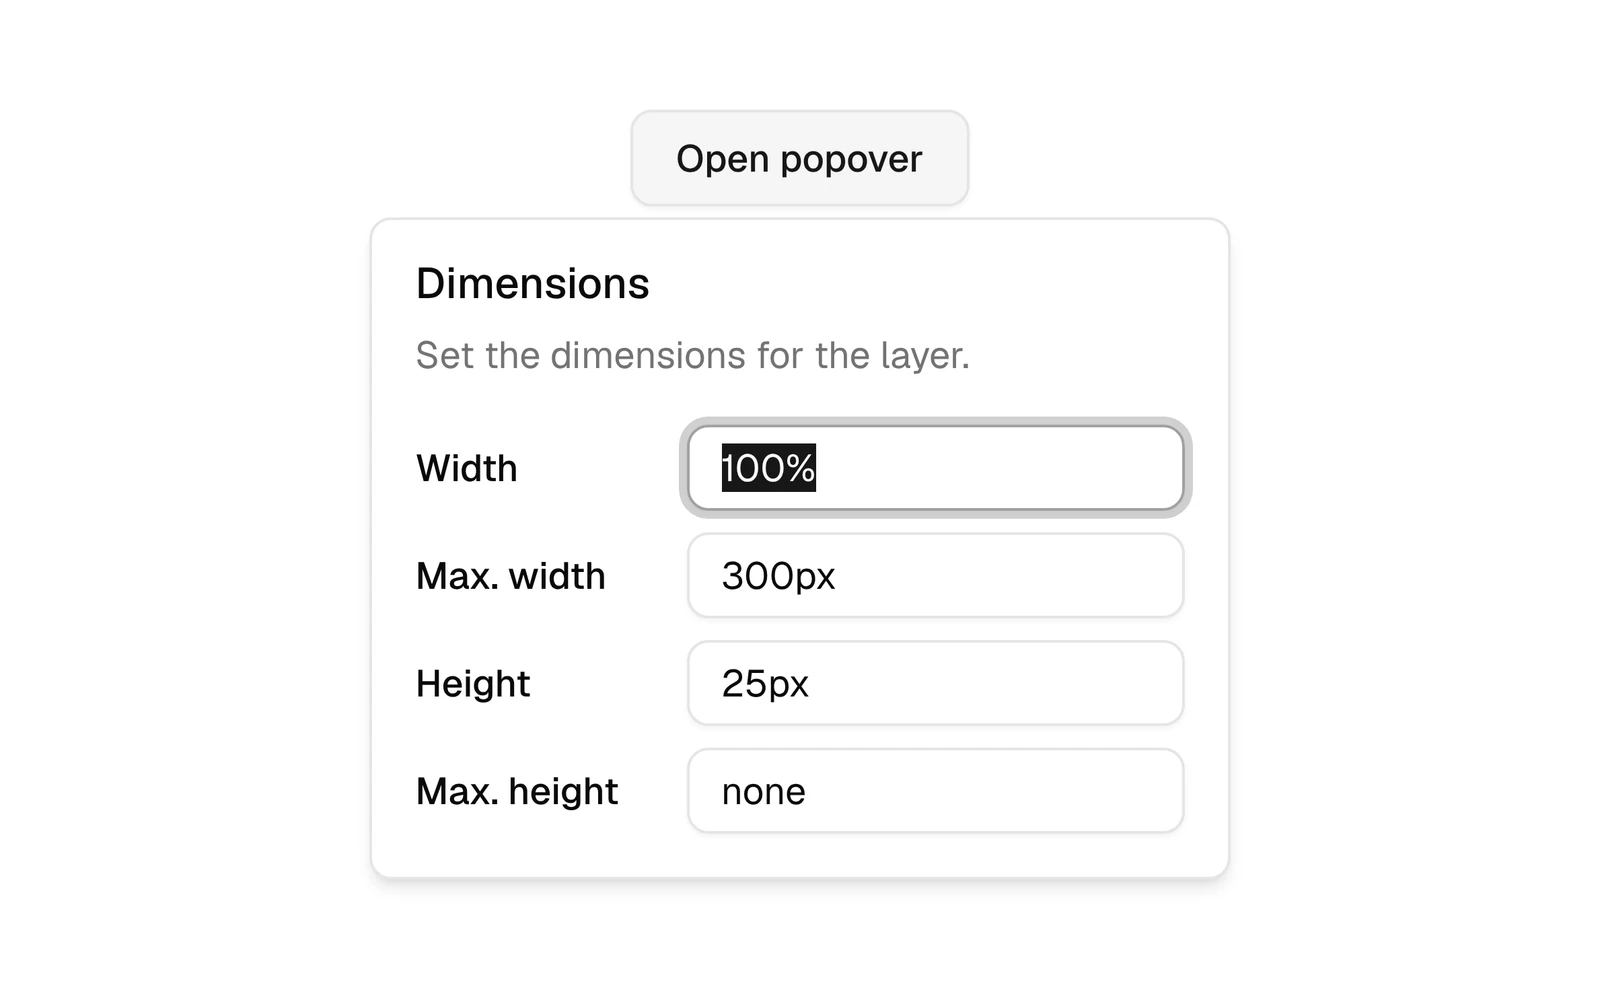 Open popover
Dimensions
Set the dimensions for the layer.
Width
100%
Max. width
300px
Height
25px
Max. height
none